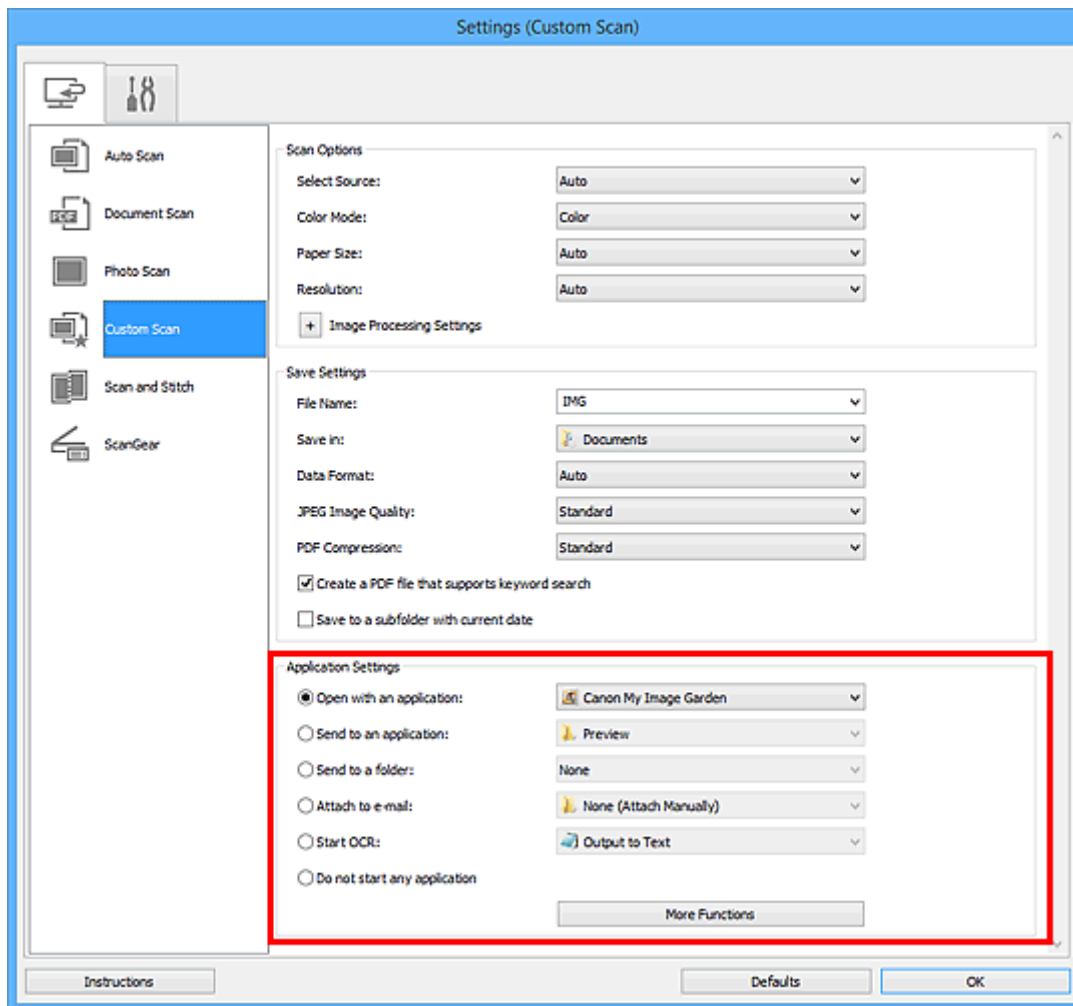 Settings (Custom Scan)
Auto Scan
PDF
Document Scan
Photo Scan
Custom Scan
Scan and Stitch
ScanGear
Scan Options
Select Source: Auto
Color Mode: Color
Paper Size: Auto
Resolution: Auto
+ Image Processing Settings
Save Settings
File Name: IMG
Save in: Documents
Data Format: Auto
JPEG Image Quality: Standard
PDF Compression: Standard
Create a PDF file that supports keyword search
Save to a subfolder with current date
Application Settings
Open with an application: Canon My Image Garden
Send to an application: Preview
Send to a folder: None
Attach to e-mail: None (Attach Manually)
Start OCR: Output to Text
Do not start any application
More Functions
Instructions Defaults OK